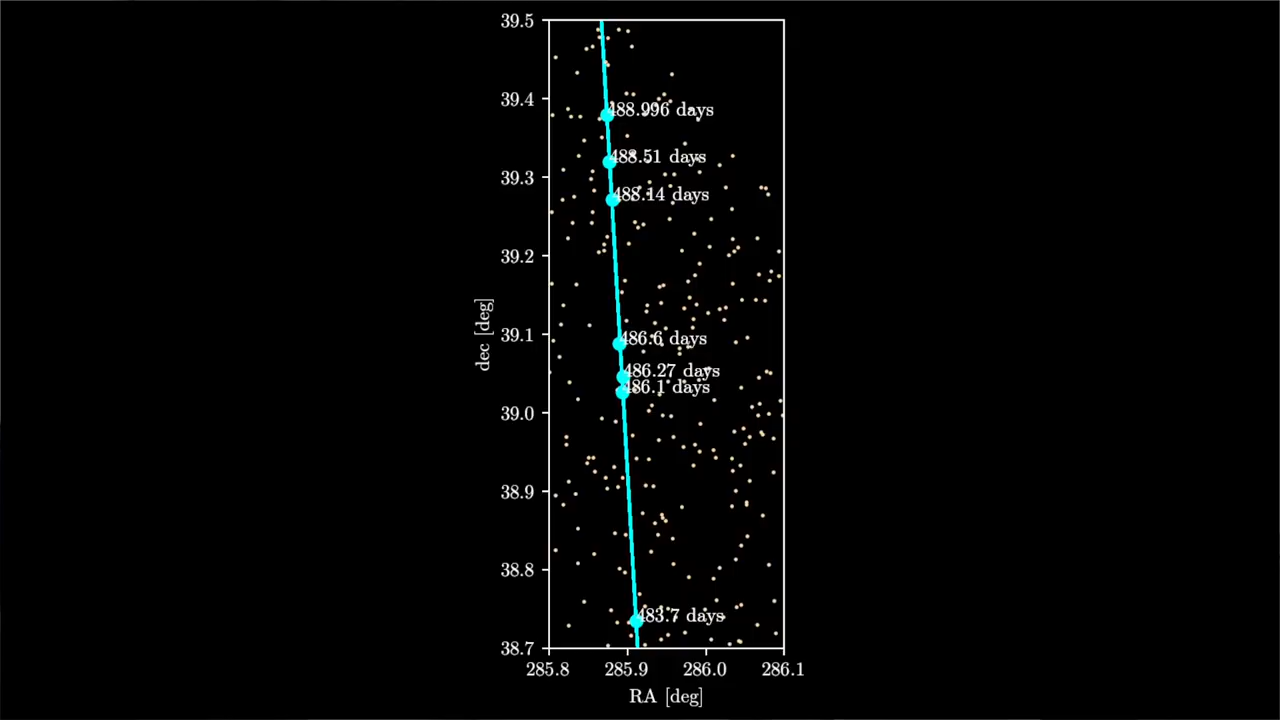 39.5
39.4
488.996 days
488.51 days
39.3
488.14 days
39.2
39.1
486.6 days
486.27 days
486.1 days
39.0
38.9
38.8
483.7 days
38.7
285.8
285.9
286.0
286.1
dec [deg]
RA [deg]